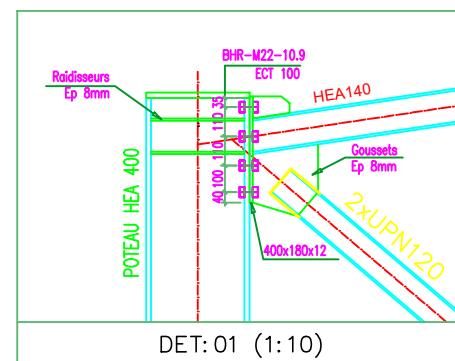 BHR-M22-10.9
ECT 100
Raidisseurs
Ep 8mm
HEA140
35
110
110
100
40
Goussets
Ep 8mm
POTEAU HEA 400
2xUPN120
400x180x12
DET:01 (1:10)